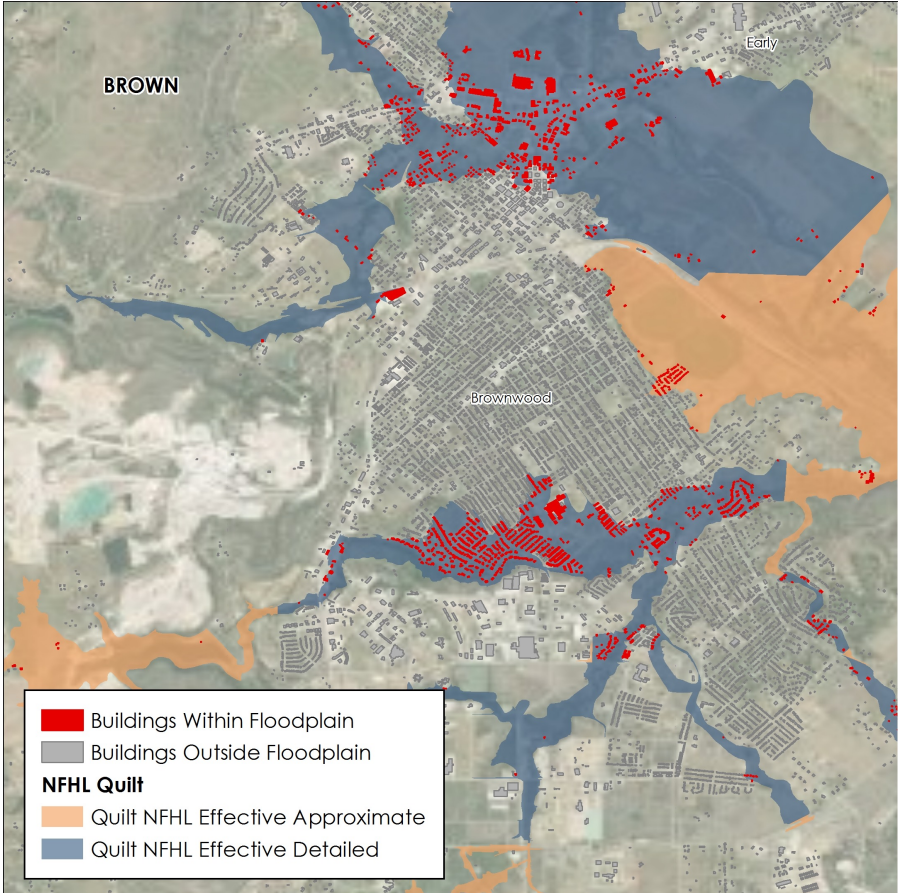 Early
BROWN
Brownwood
Buildings Within Floodplain
Buildings Outside Floodplain
NFHL Quilt
Quilt NFHL Effective Approximate
Quilt NFHL Effective Detailed